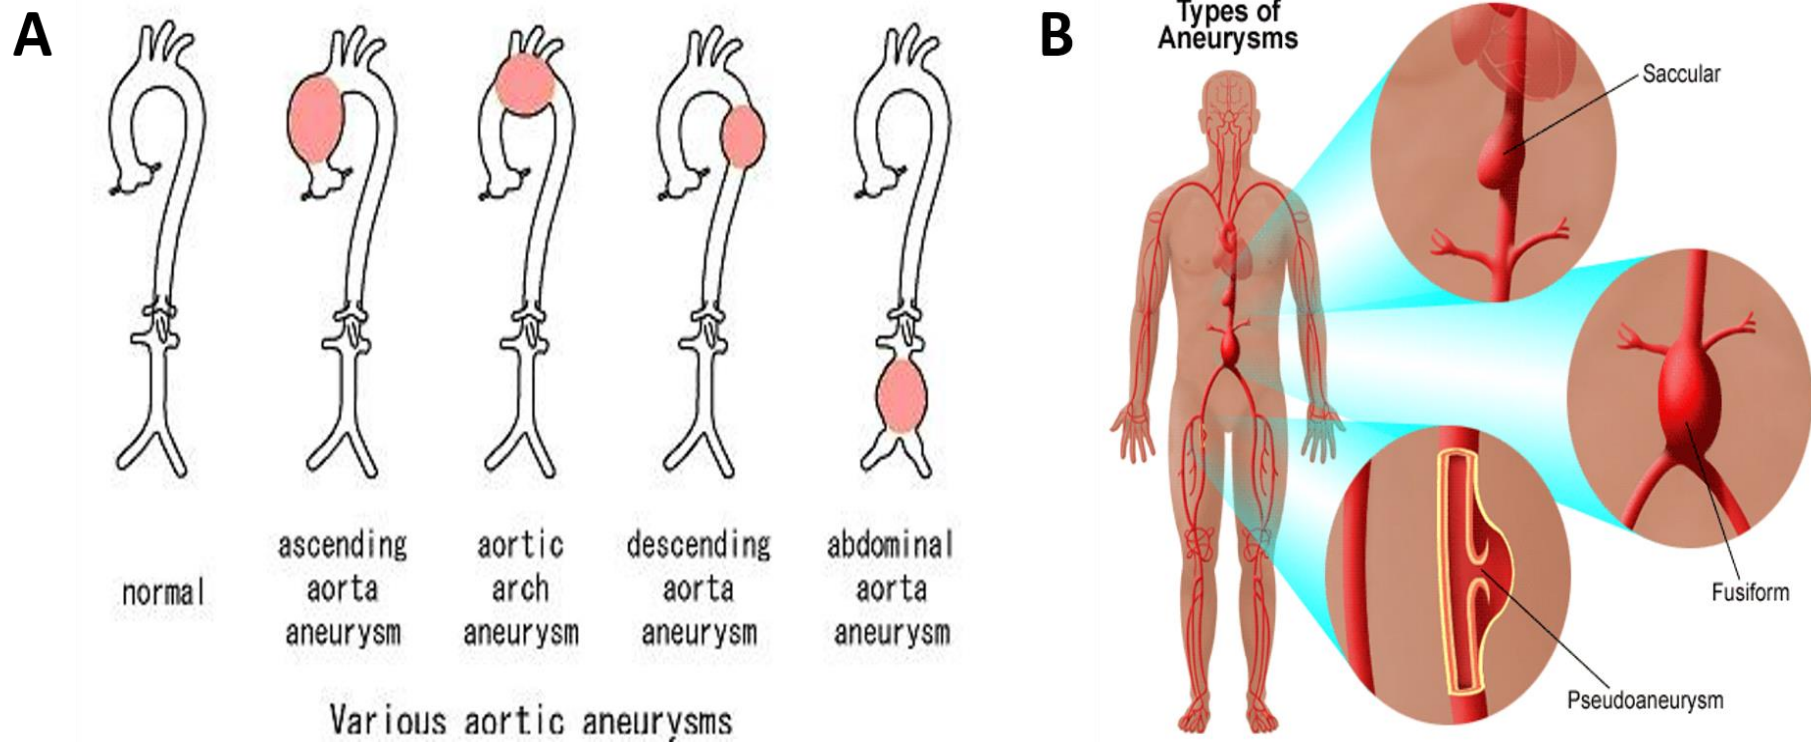 A
normal
ascending
aorta
aneurysm
aortic
arch
aneurysm
descending
aorta
aneurysm
abdominal
aorta
aneurysm
Various aortic aneurysms
B
Types of
Aneurysms
Saccular
Fusiform
Pseudoaneurysm